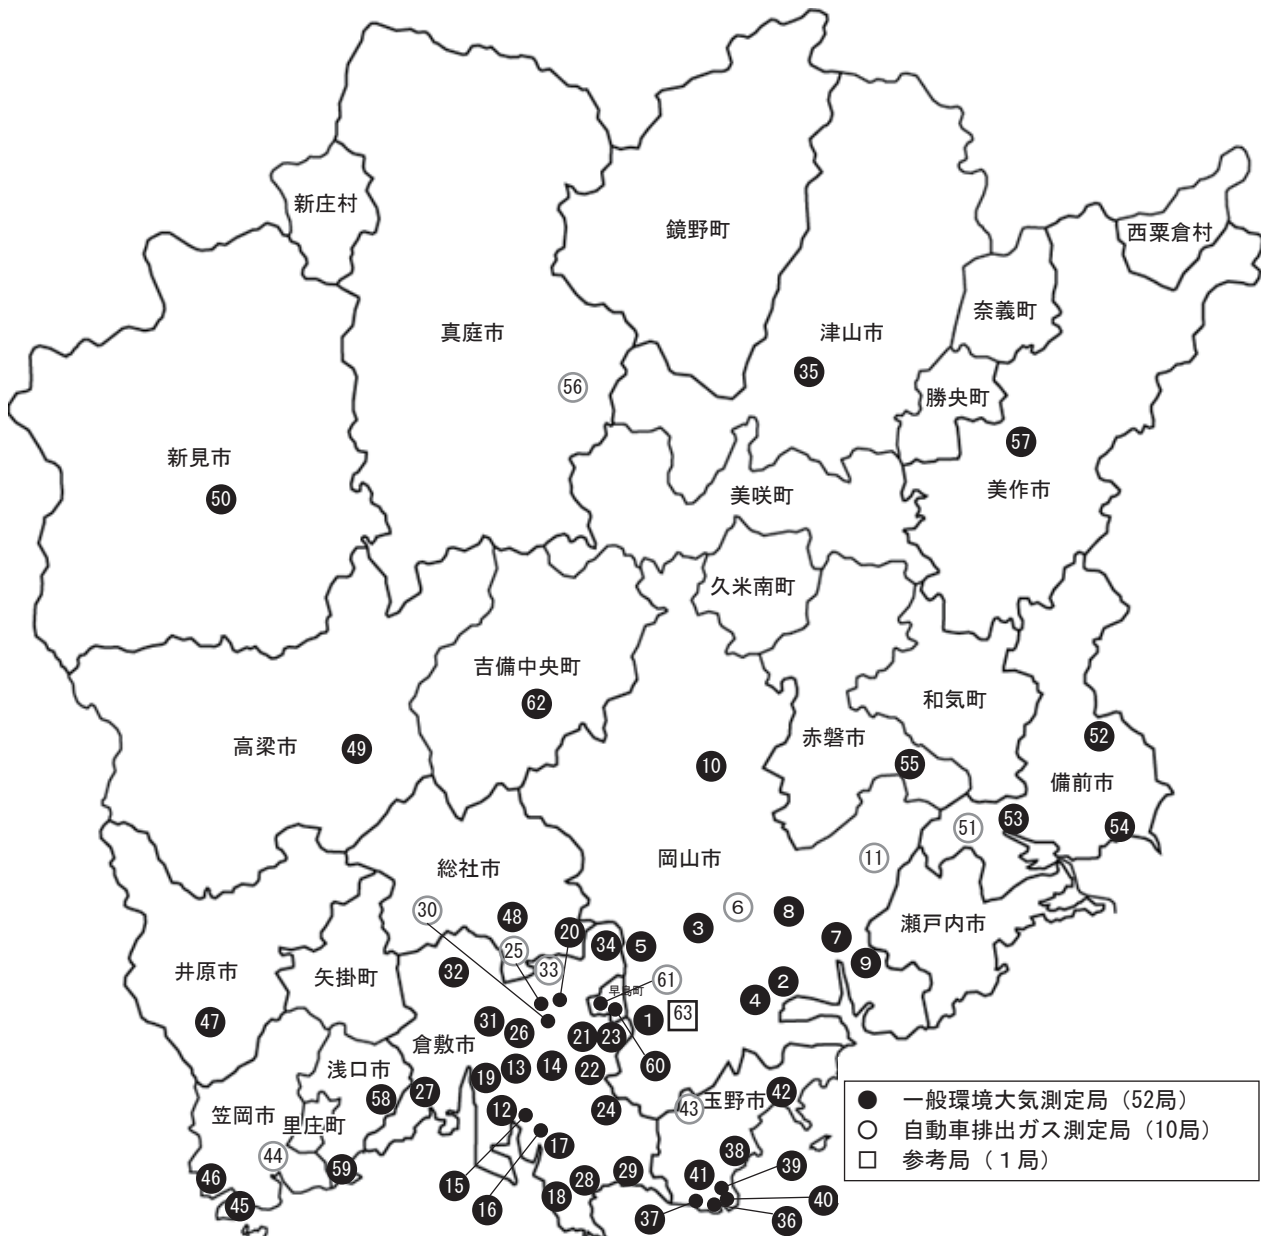 新庄村
鏡野町
西粟倉村
奈義町
真庭市
津山市
35
56
勝央町
57
新見市
50
美咲町
美作市
久米南町
吉備中央町
62
和気町
高梁市
49
赤磐市
55
52
10
備前市
51
53
54
岡山市
11
総社市
30
48
20
6
8
3
瀬戸内市
25
34
5
7
井原市
矢掛町
32
33
61
早島町
9
2
4
47
31
26
21
23
1
63
倉敷市
浅口市
19
13
14
22
60
58
27
笠岡市
里庄町
12
24
43
玉野市
42
44
17
38
46
59
15
28
29
41
39
45
16
18
37
36
40
● 一般環境大気測定局（52局）
○ 自動車排出ガス測定局（10局）
□ 参考局（１局）